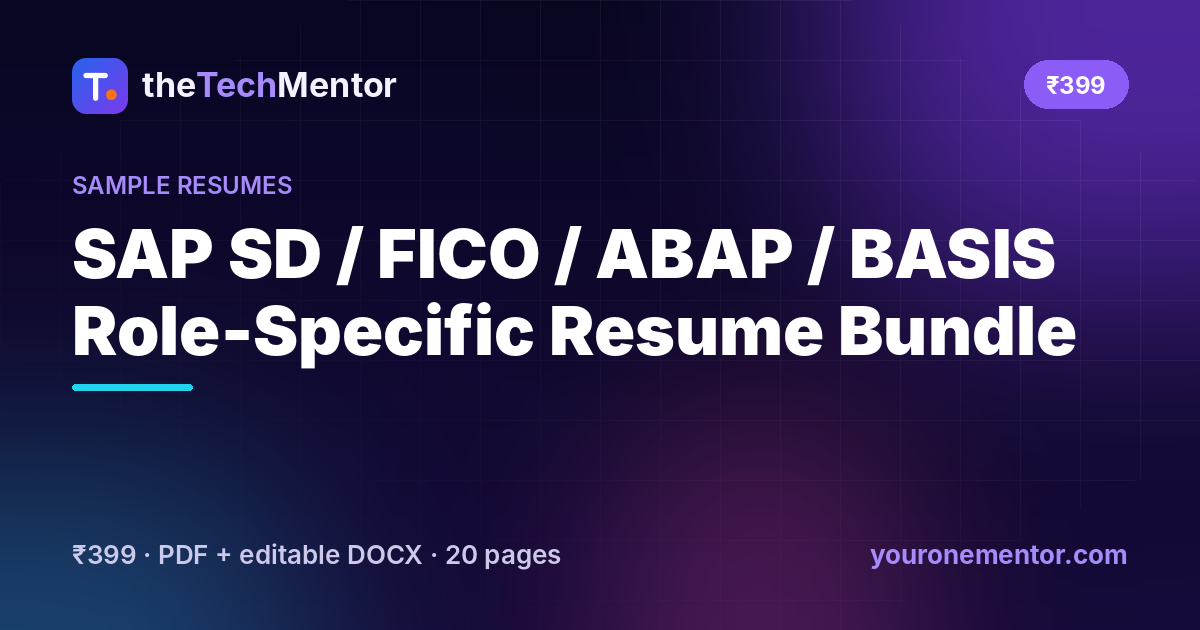 T.
theTechMentor
₹399
SAMPLE RESUMES
SAP SD / FICO / ABAP / BASIS
Role-Specific Resume Bundle
₹399 · PDF + editable DOCX · 20 pages
youronementor.com